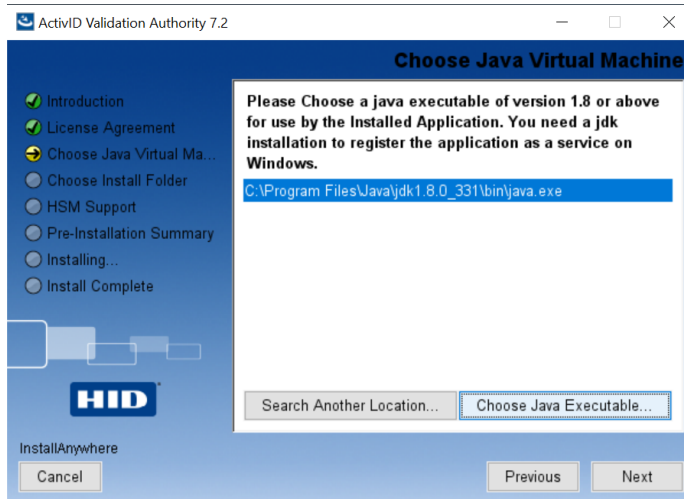 ActivID Validation Authority 7.2
Choose Java Virtual Machine
Introduction
License Agreement
Choose Java Virtual Ma...
Choose Install Folder
HSM Support
Pre-Installation Summary
Installing...
Install Complete
Please Choose a java executable of version 1.8 or above
for use by the Installed Application. You need a jdk
installation to register the application as a service on
Windows.
C:\Program Files\Java\jdk1.8.0_331\bin\java.exe
Search Another Location...
Choose Java Executable...
HID
InstallAnywhere
Cancel
Previous
Next